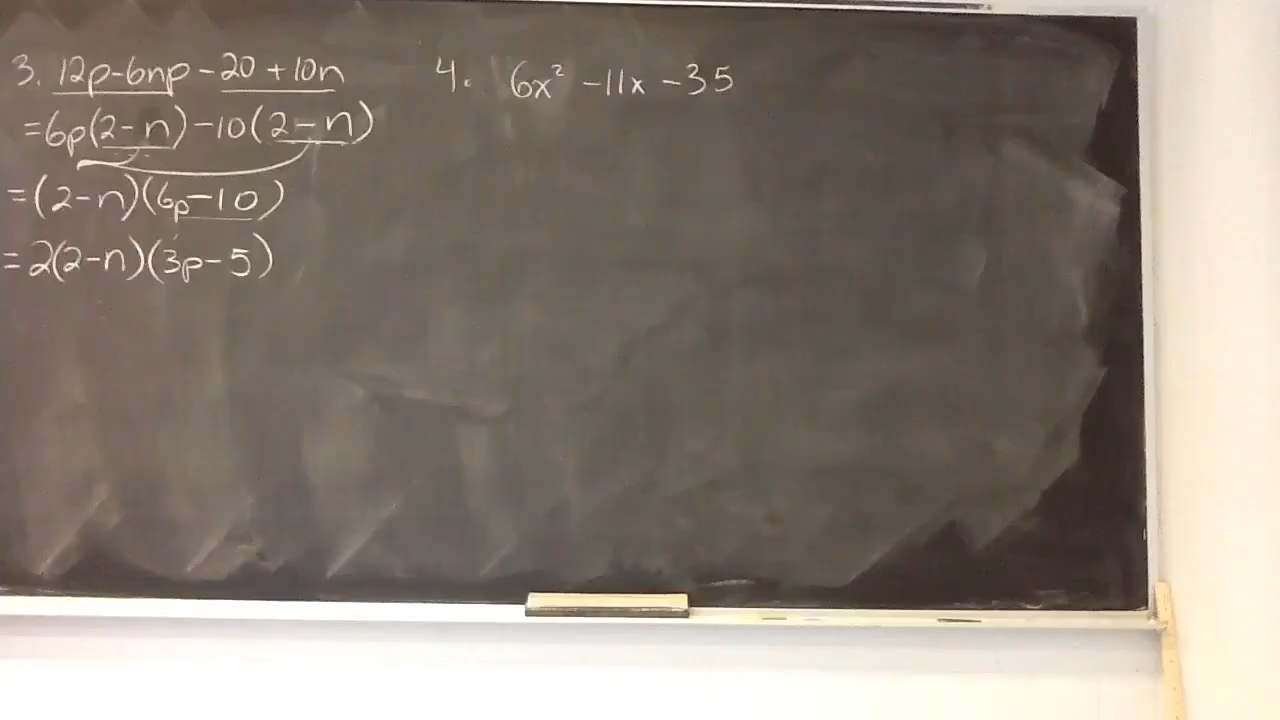 3. 12p-6np-20+10n
=6p(2-n)-10(2-n)
=(2-n)(6p-10)
=2(2-n)(3p-5)
4. 6x² -11x -35